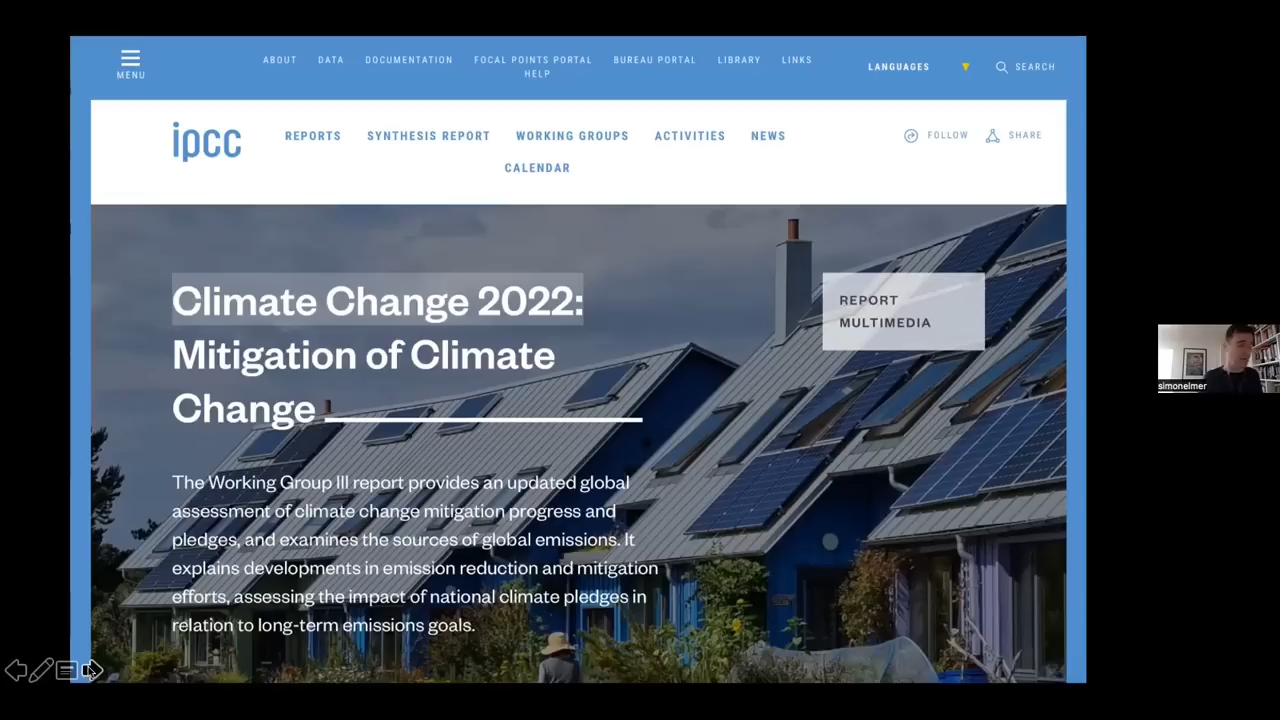 MENU
ABOUT DATA DOCUMENTATION FOCAL POINTS PORTAL BUREAU PORTAL LIBRARY LINKS
HELP
LANGUAGES
SEARCH
ipcc
REPORTS SYNTHESIS REPORT WORKING GROUPS ACTIVITIES NEWS
CALENDAR
FOLLOW SHARE
Climate Change 2022:
Mitigation of Climate
Change
REPORT
MULTIMEDIA
The Working Group III report provides an updated global
assessment of climate change mitigation progress and
pledges, and examines the sources of global emissions. It
explains developments in emission reduction and mitigation
efforts, assessing the impact of national climate pledges in
relation to long-term emissions goals.
simonelmer